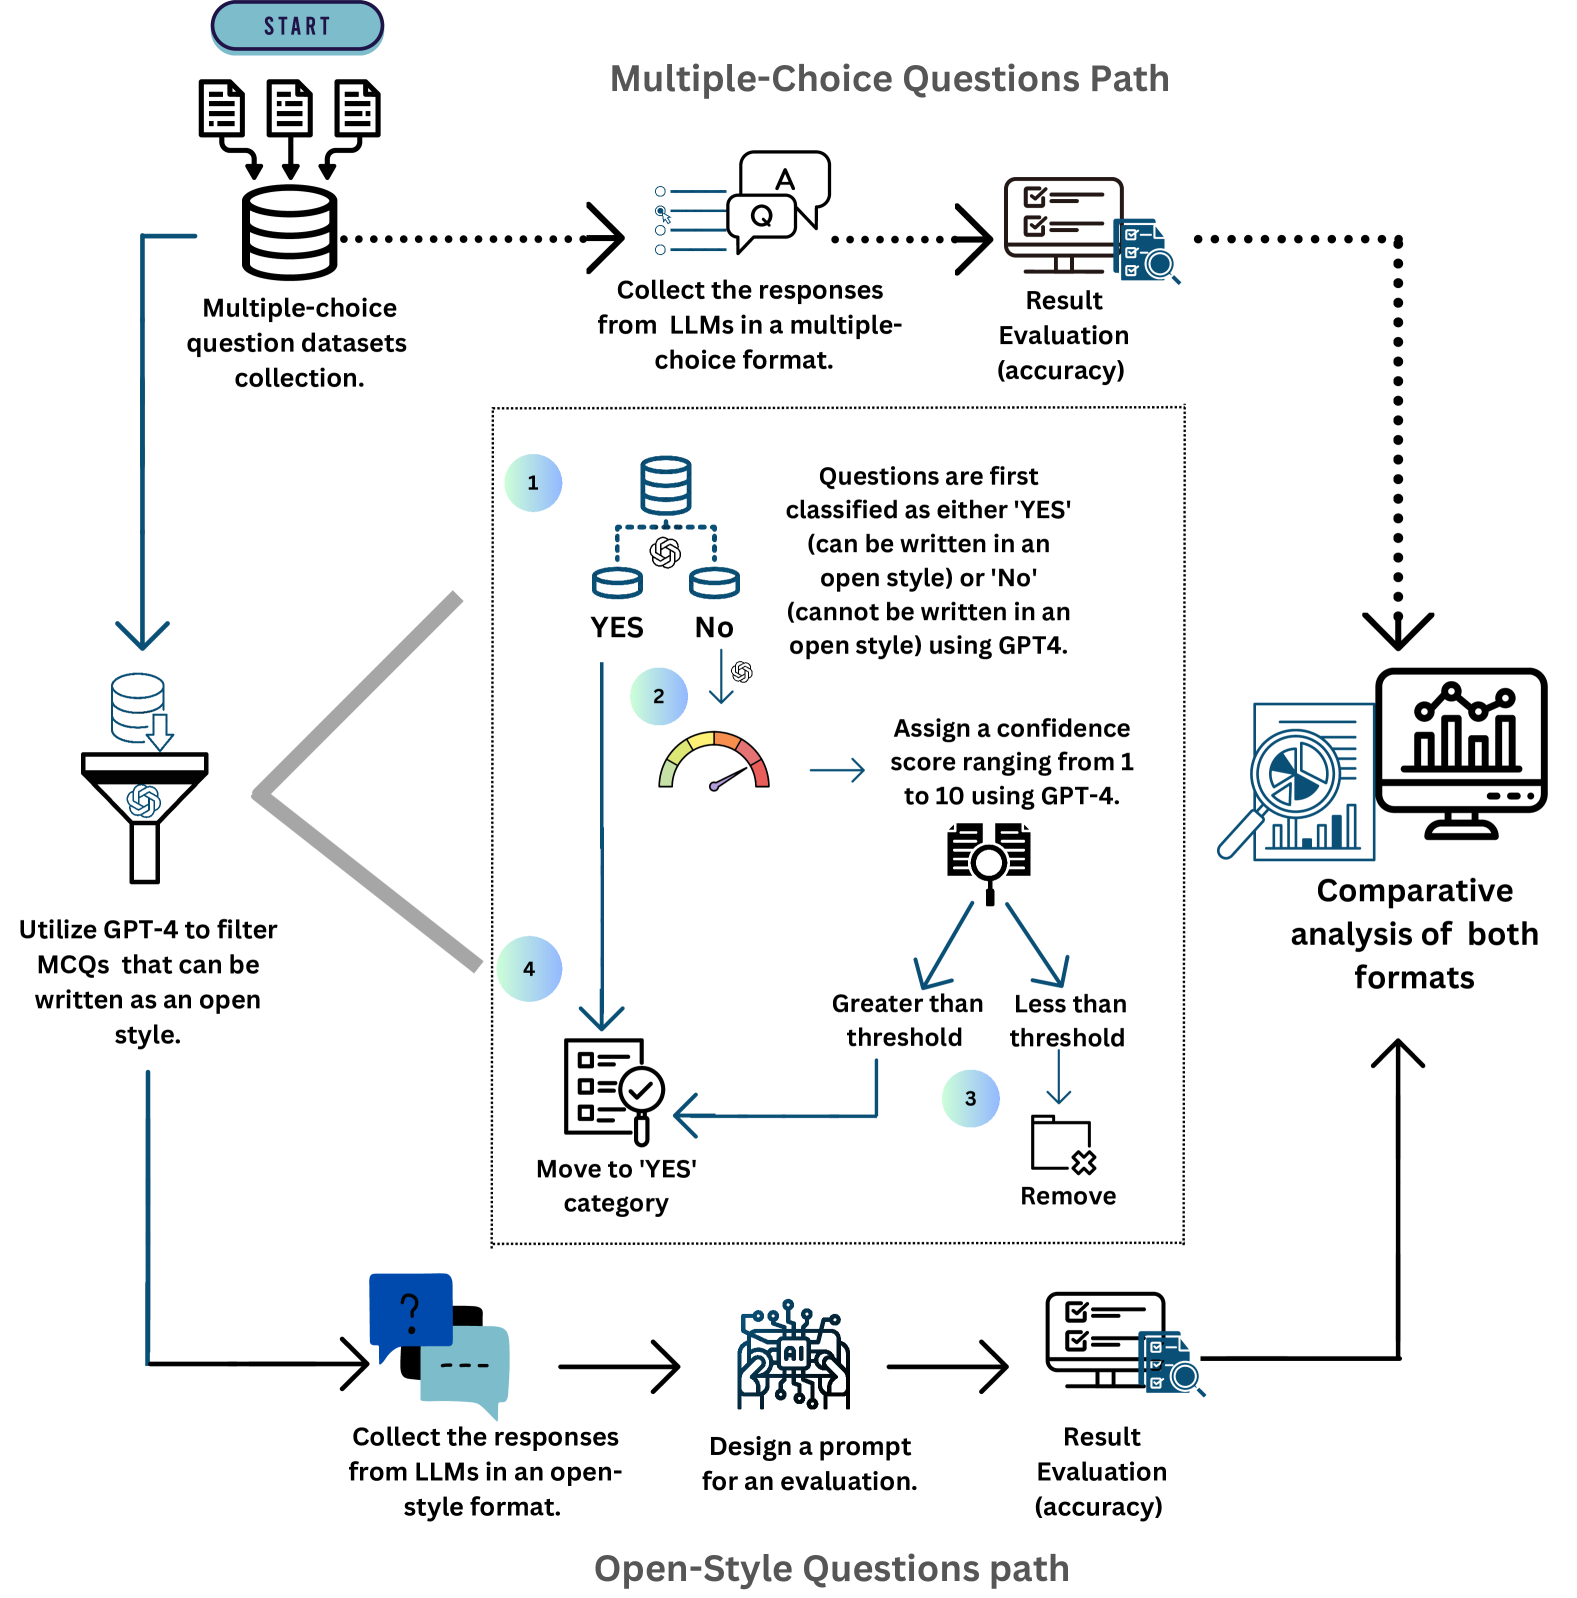 START
Multiple-Choice Questions Path
A
Q
Multiple-choice
question datasets
collection.
Collect the responses
from LLMs in a multiple-
choice format.
Result
Evaluation
(accuracy)
1
Questions are first
classified as either 'YES'
(can be written in an
open style) or 'No'
(cannot be written in an
open style) using GPT4.
YES
No
2
Assign a confidence
score ranging from 1
to 10 using GPT-4.
Utilize GPT-4 to filter
MCQs that can be
written as an open
style.
4
Greater than
threshold
Less than
threshold
3
Move to 'YES'
category
Remove
Comparative
analysis of both
formats
?
---
AI
Collect the responses
from LLMs in an open-
style format.
Design a prompt
for an evaluation.
Result
Evaluation
(accuracy)
Open-Style Questions path